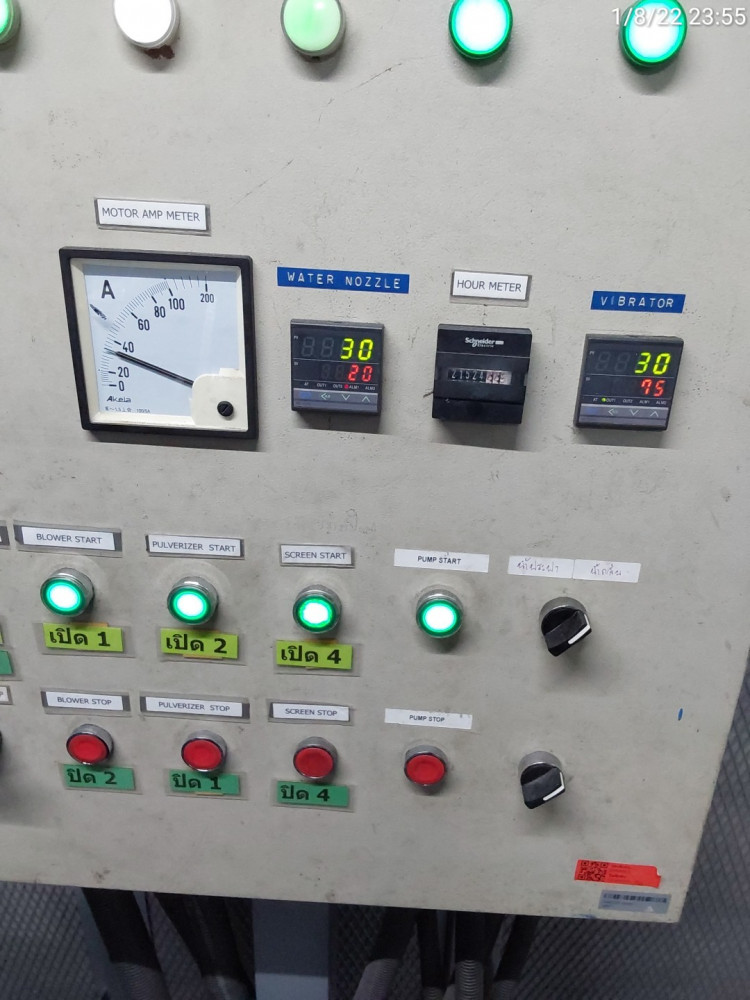 1/8/22 23:55
MOTOR AMP METER
WATER NOZZLE
HOUR METER
VIBRATOR
A
200
100
80
60
40
20
0
30
20
Schneider
Electric
30
75
BLOWER START
PULVERIZER START
SCREEN START
PUMP START
เปิด 1
เปิด 2
เปิด 4
BLOWER STOP
PULVERIZER STOP
SCREEN STOP
PUMP STOP
ปิด 2
ปิด 1
ปิด 4